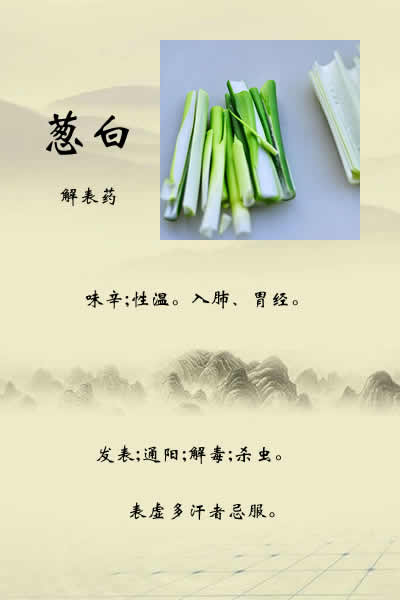 葱白
解表药
味辛;性温。入肺、胃经。
发表;通阳;解毒;杀虫。
表虚多汗者忌服。